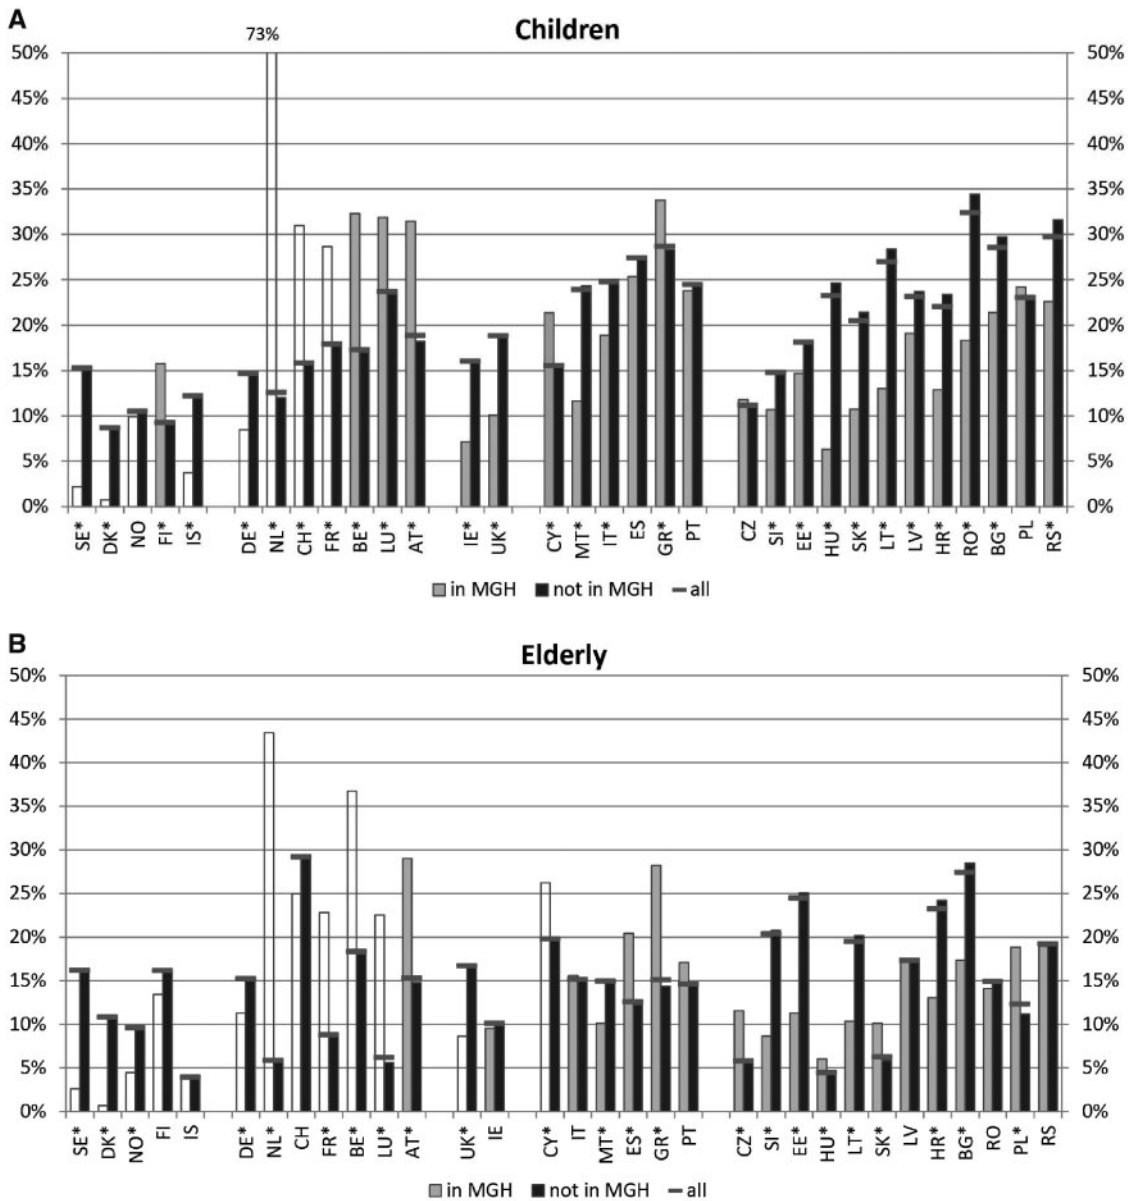 A
Children
73%
50% 50%
45% 45%
40% 40%
35% 35%
30% 30%
25% 25%
20% 20%
15% 15%
10% 10%
5% 5%
0% 0%
SE* DK* NO FI* IS* DE* NL* CH* FR* BE* LU* AT* IE* UK* CY* MT* IT* ES GR* PT CZ SI* EE* HU* SK* LT* LV* HR* RO* BG* PL RS*
in MGH not in MGH all
B
Elderly
50% 50%
45% 45%
40% 40%
35% 35%
30% 30%
25% 25%
20% 20%
15% 15%
10% 10%
5% 5%
0% 0%
SE* DK* NO* FI IS DE* NL* CH FR* BE* LU* AT* UK* IE CY* IT MT* ES* GR* PT CZ* SI* EE* HU* LT* SK* LV HR* BG* RO PL* RS
in MGH not in MGH all